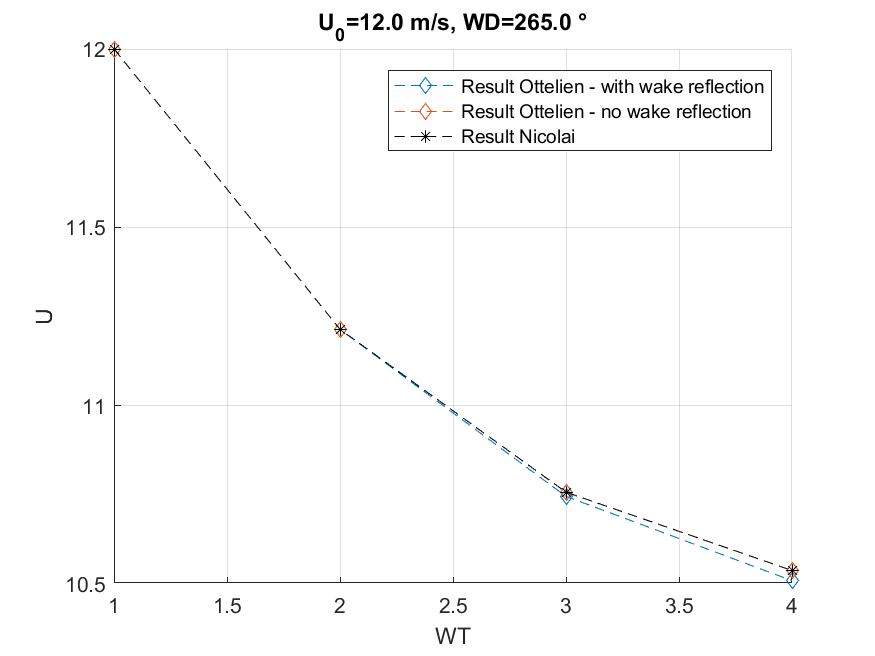 U₀=12.0 m/s, WD=265.0 °
Result Ottelien - with wake reflection
Result Ottelien - no wake reflection
Result Nicolai
U
12
11.5
11
10.5
1 1.5 2 2.5 3 3.5 4
WT